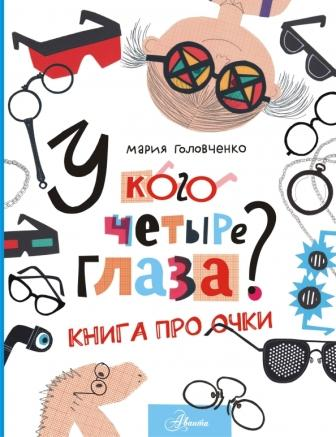 Мария Головченко
У
кого
четыре
глаза?
книга про очки
Аванта